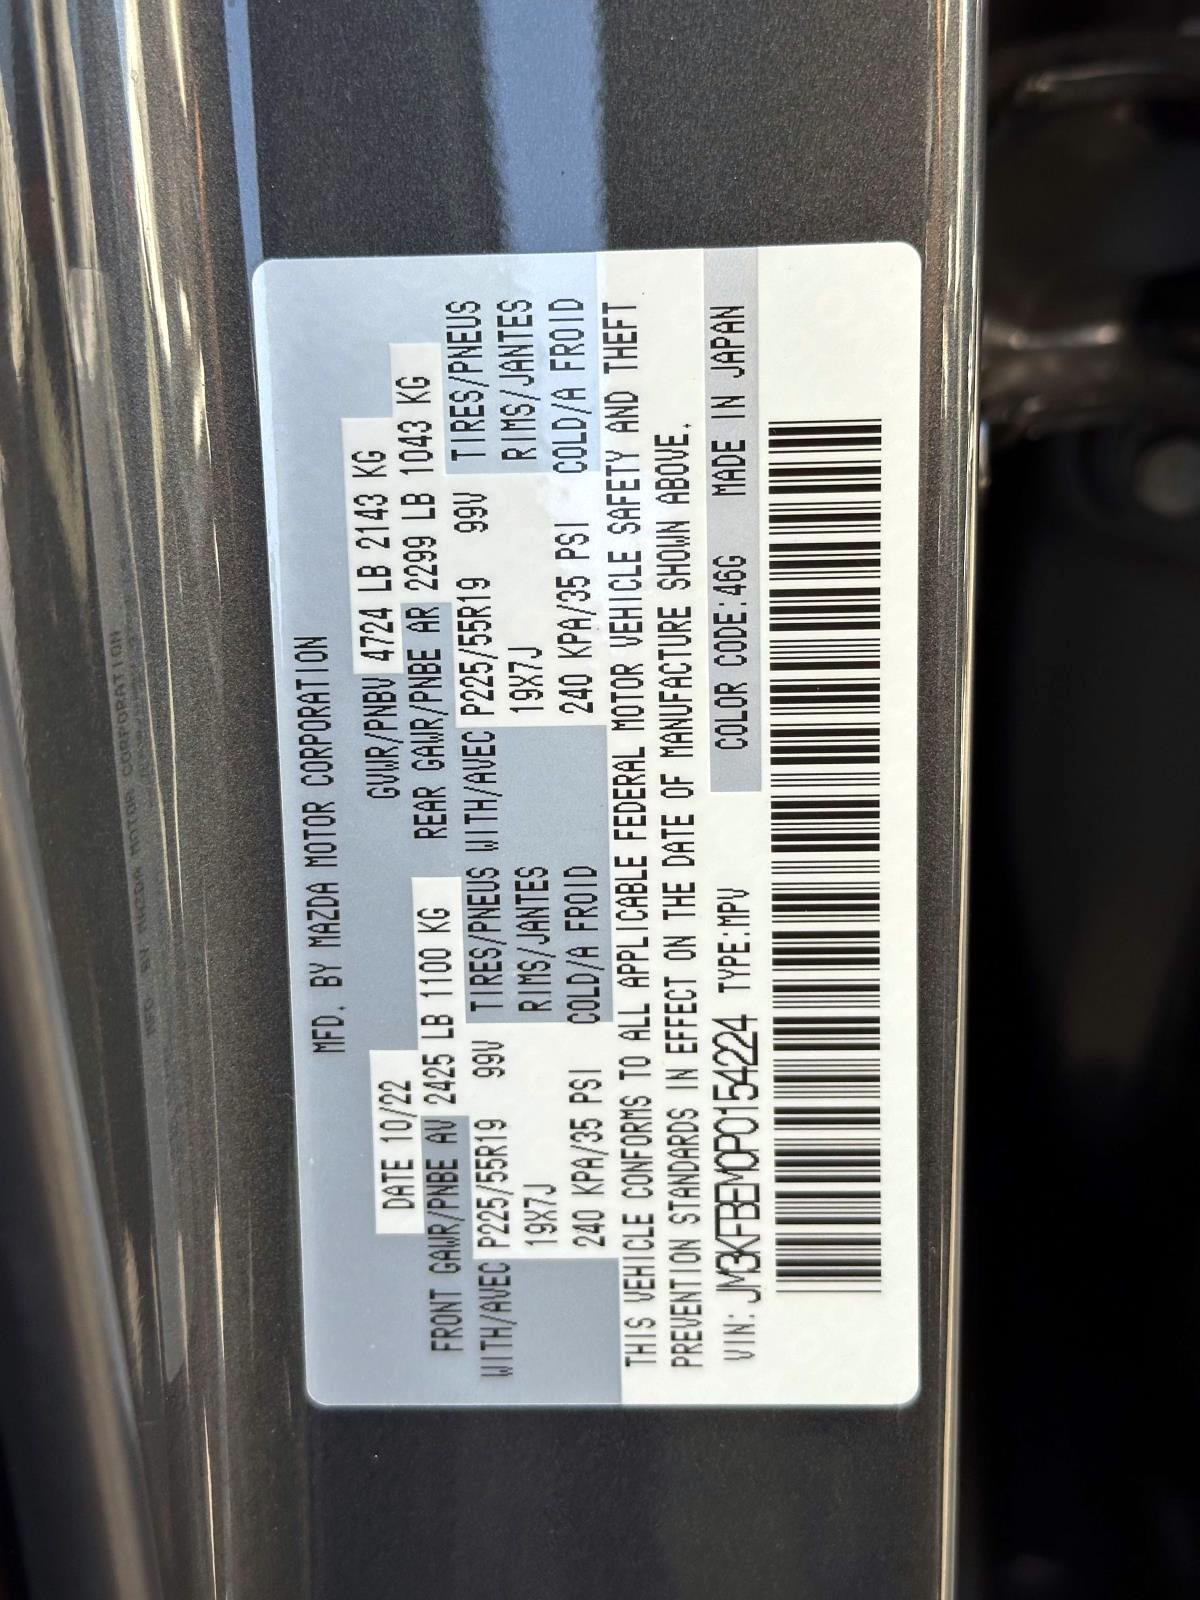 MFD. BY MAZDA MOTOR CORPORATION
DATE 10/22 GVWR/PNBV 4724 LB 2143 KG
FRONT GAWR/PNBE AV 2425 LB 1100 KG REAR GAWR/PNBE AR 2299 LB 1043 KG
WITH/AVEC P225/55R19 99V TIRES/PNEUS WITH/AVEC P225/55R19 99V TIRES/PNEUS
19X7J RIMS/JANTES 19X7J RIMS/JANTES
240 KPA/35 PSI COLD/A FROID 240 KPA/35 PSI COLD/A FROID
THIS VEHICLE CONFORMS TO ALL APPLICABLE FEDERAL MOTOR VEHICLE SAFETY AND THEFT
PREVENTION STANDARDS IN EFFECT ON THE DATE OF MANUFACTURE SHOWN ABOVE.
VIN: JM3KFBEM0P0154224 TYPE:MPV COLOR CODE:46G MADE IN JAPAN